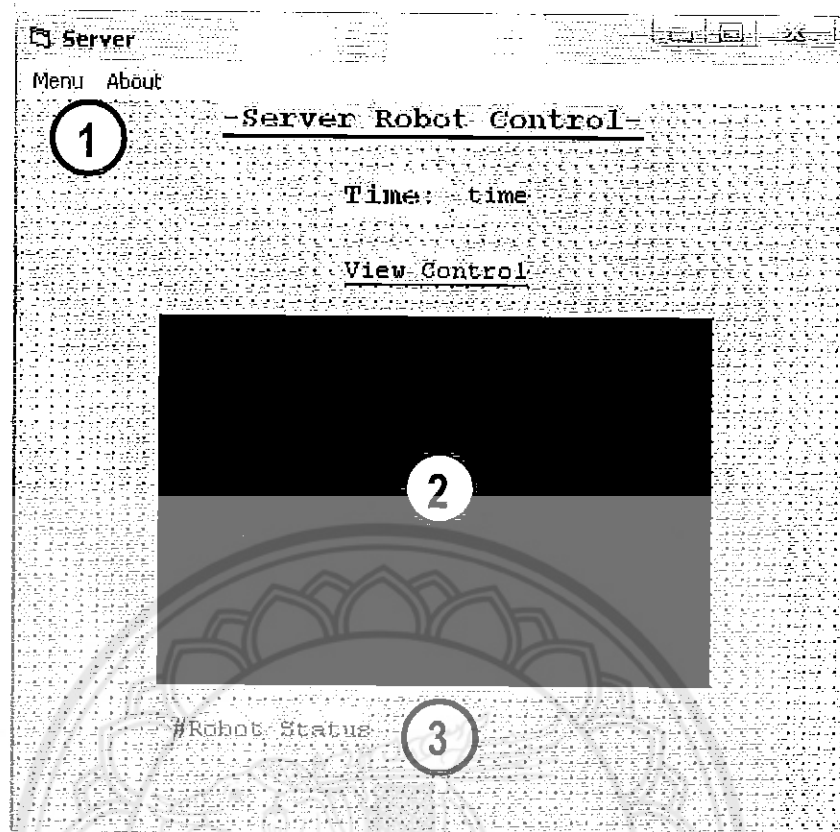 Server
Menu About
1
-Server Robot Control-
Time: time
View Control
2
#Robot Status
3